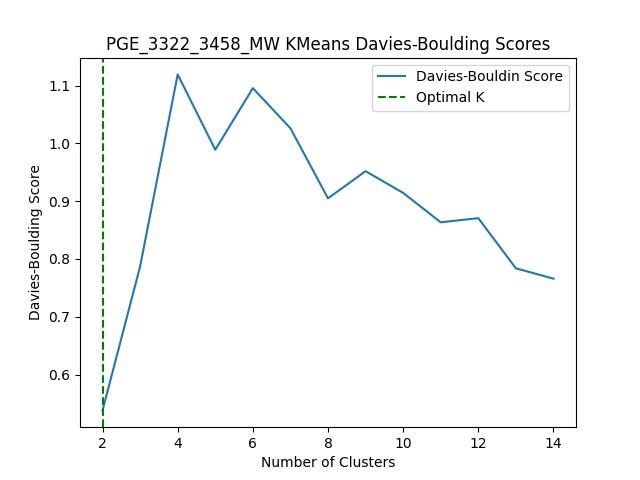 PGE_3322_3458_MW KMeans Davies-Boulding Scores
Davies-Bouldin Score
Optimal K
Davies-Boulding Score
1.1
1.0
0.9
0.8
0.7
0.6
2 4 6 8 10 12 14
Number of Clusters